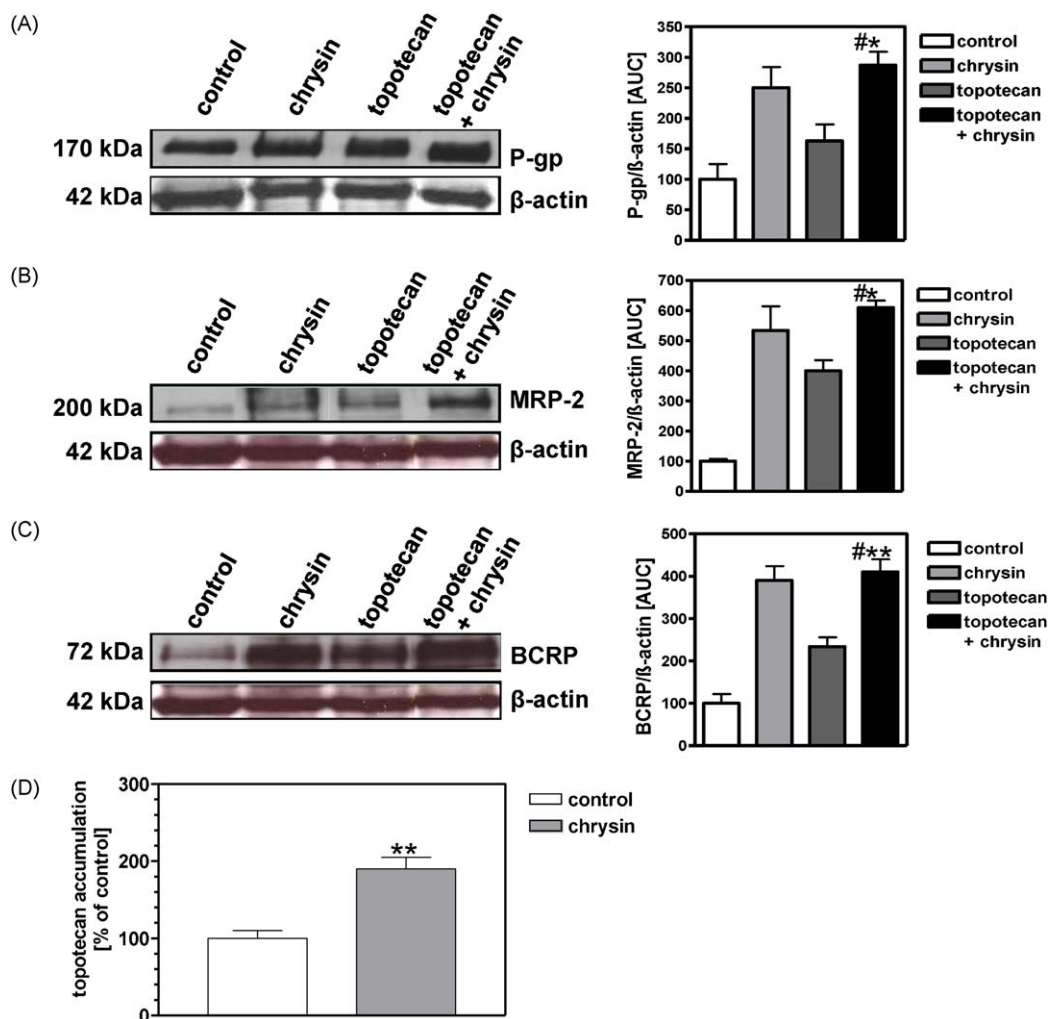 (A)
control
chrysin
topotecan
topotecan
+ chrysin
170 kDa
P-gp
42 kDa
β-actin
P-gp/ß-actin [AUC]
350
300
250
200
150
100
50
0
#*
control
chrysin
topotecan
topotecan
+ chrysin
(B)
control
chrysin
topotecan
topotecan
+ chrysin
200 kDa
MRP-2
42 kDa
β-actin
MRP-2/ß-actin [AUC]
700
600
500
400
300
200
100
0
#*
control
chrysin
topotecan
topotecan
+ chrysin
(C)
control
chrysin
topotecan
topotecan
+ chrysin
72 kDa
BCRP
42 kDa
β-actin
BCRP/ß-actin [AUC]
500
400
300
200
100
0
#**
control
chrysin
topotecan
topotecan
+ chrysin
(D)
topotecan accumulation
[% of control]
300
200
100
0
**
control
chrysin